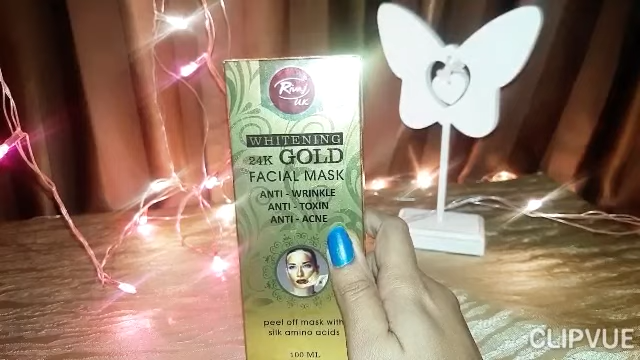 Rivaj
UK
WHITENING
24K GOLD
FACIAL MASK
ANTI - WRINKLE
ANTI - TOXIN
ANTI - ACNE
peel off mask with
silk amino acids
100 ML
CLIPVUE